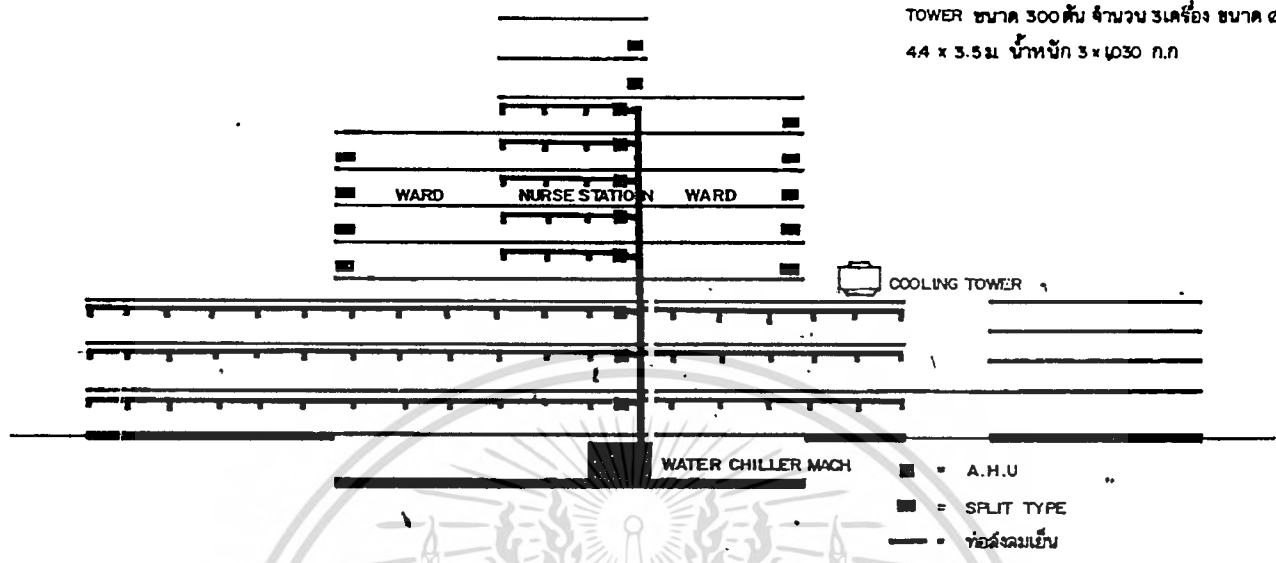 TOWER ขนาด 300 ตัน จำนวน 3เครื่อง ขนาด
4.4 x 3.5 ม. น้ำหนัก 3 x 1,030 ก.ก
WARD NURSE STATION WARD
COOLING TOWER
WATER CHILLER MACH
= A.H.U
= SPLIT TYPE
= ท่อส่งลมเย็น